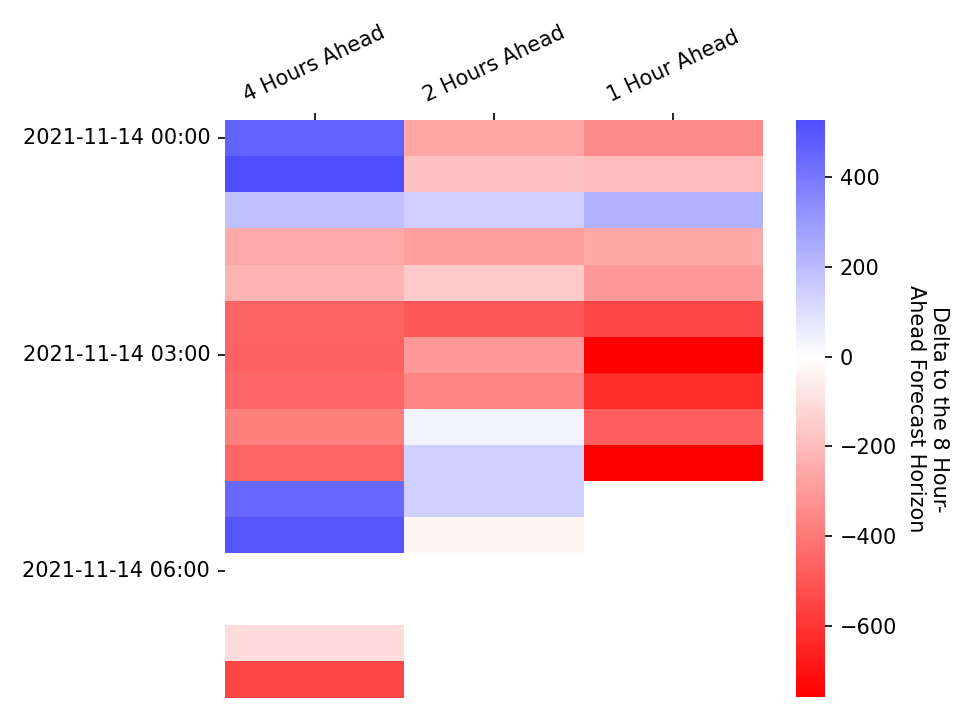 4 Hours Ahead
2 Hours Ahead
1 Hour Ahead
2021-11-14 00:00
2021-11-14 03:00
2021-11-14 06:00
400
200
0
−200
−400
−600
Delta to the 8 Hour-
Ahead Forecast Horizon